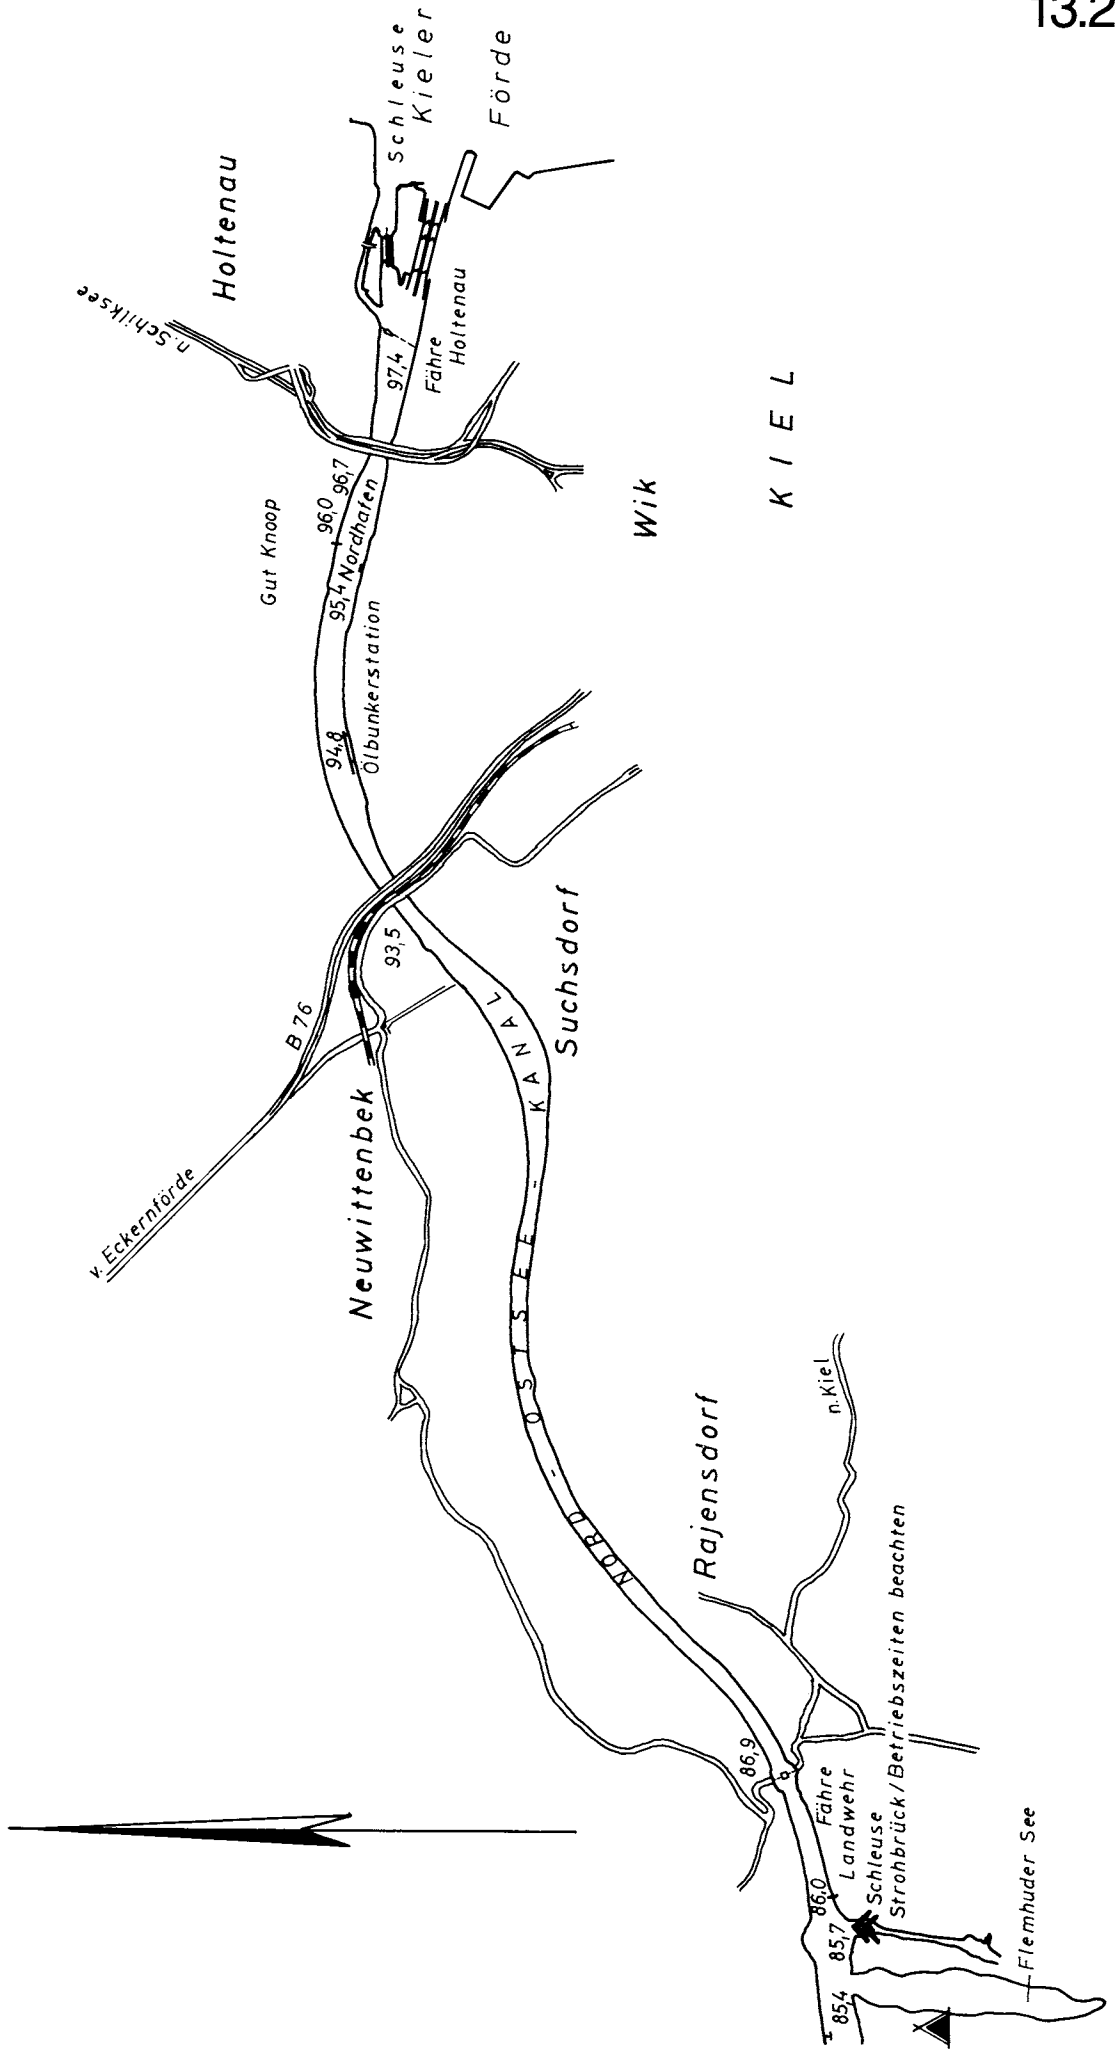 13.2
Schleuse
Kieler
Förde
Holtenau
n. Schilksee
97,4
Fähre
Holtenau
KIEL
Wik
96,7
96,0
Nordhafen
Gut Knoop
95,4
Ölbunkerstation
94,8
93,5
Suchsdorf
B 76
v. Eckernförde
Neuwittenbek
NORD - OSTSEE - KANAL
n. Kiel
Rajensdorf
86,9
Fähre
Landwehr
86,0
Schleuse
Strohbrück/Betriebszeiten beachten
85,7
85,4
Flemhuder See